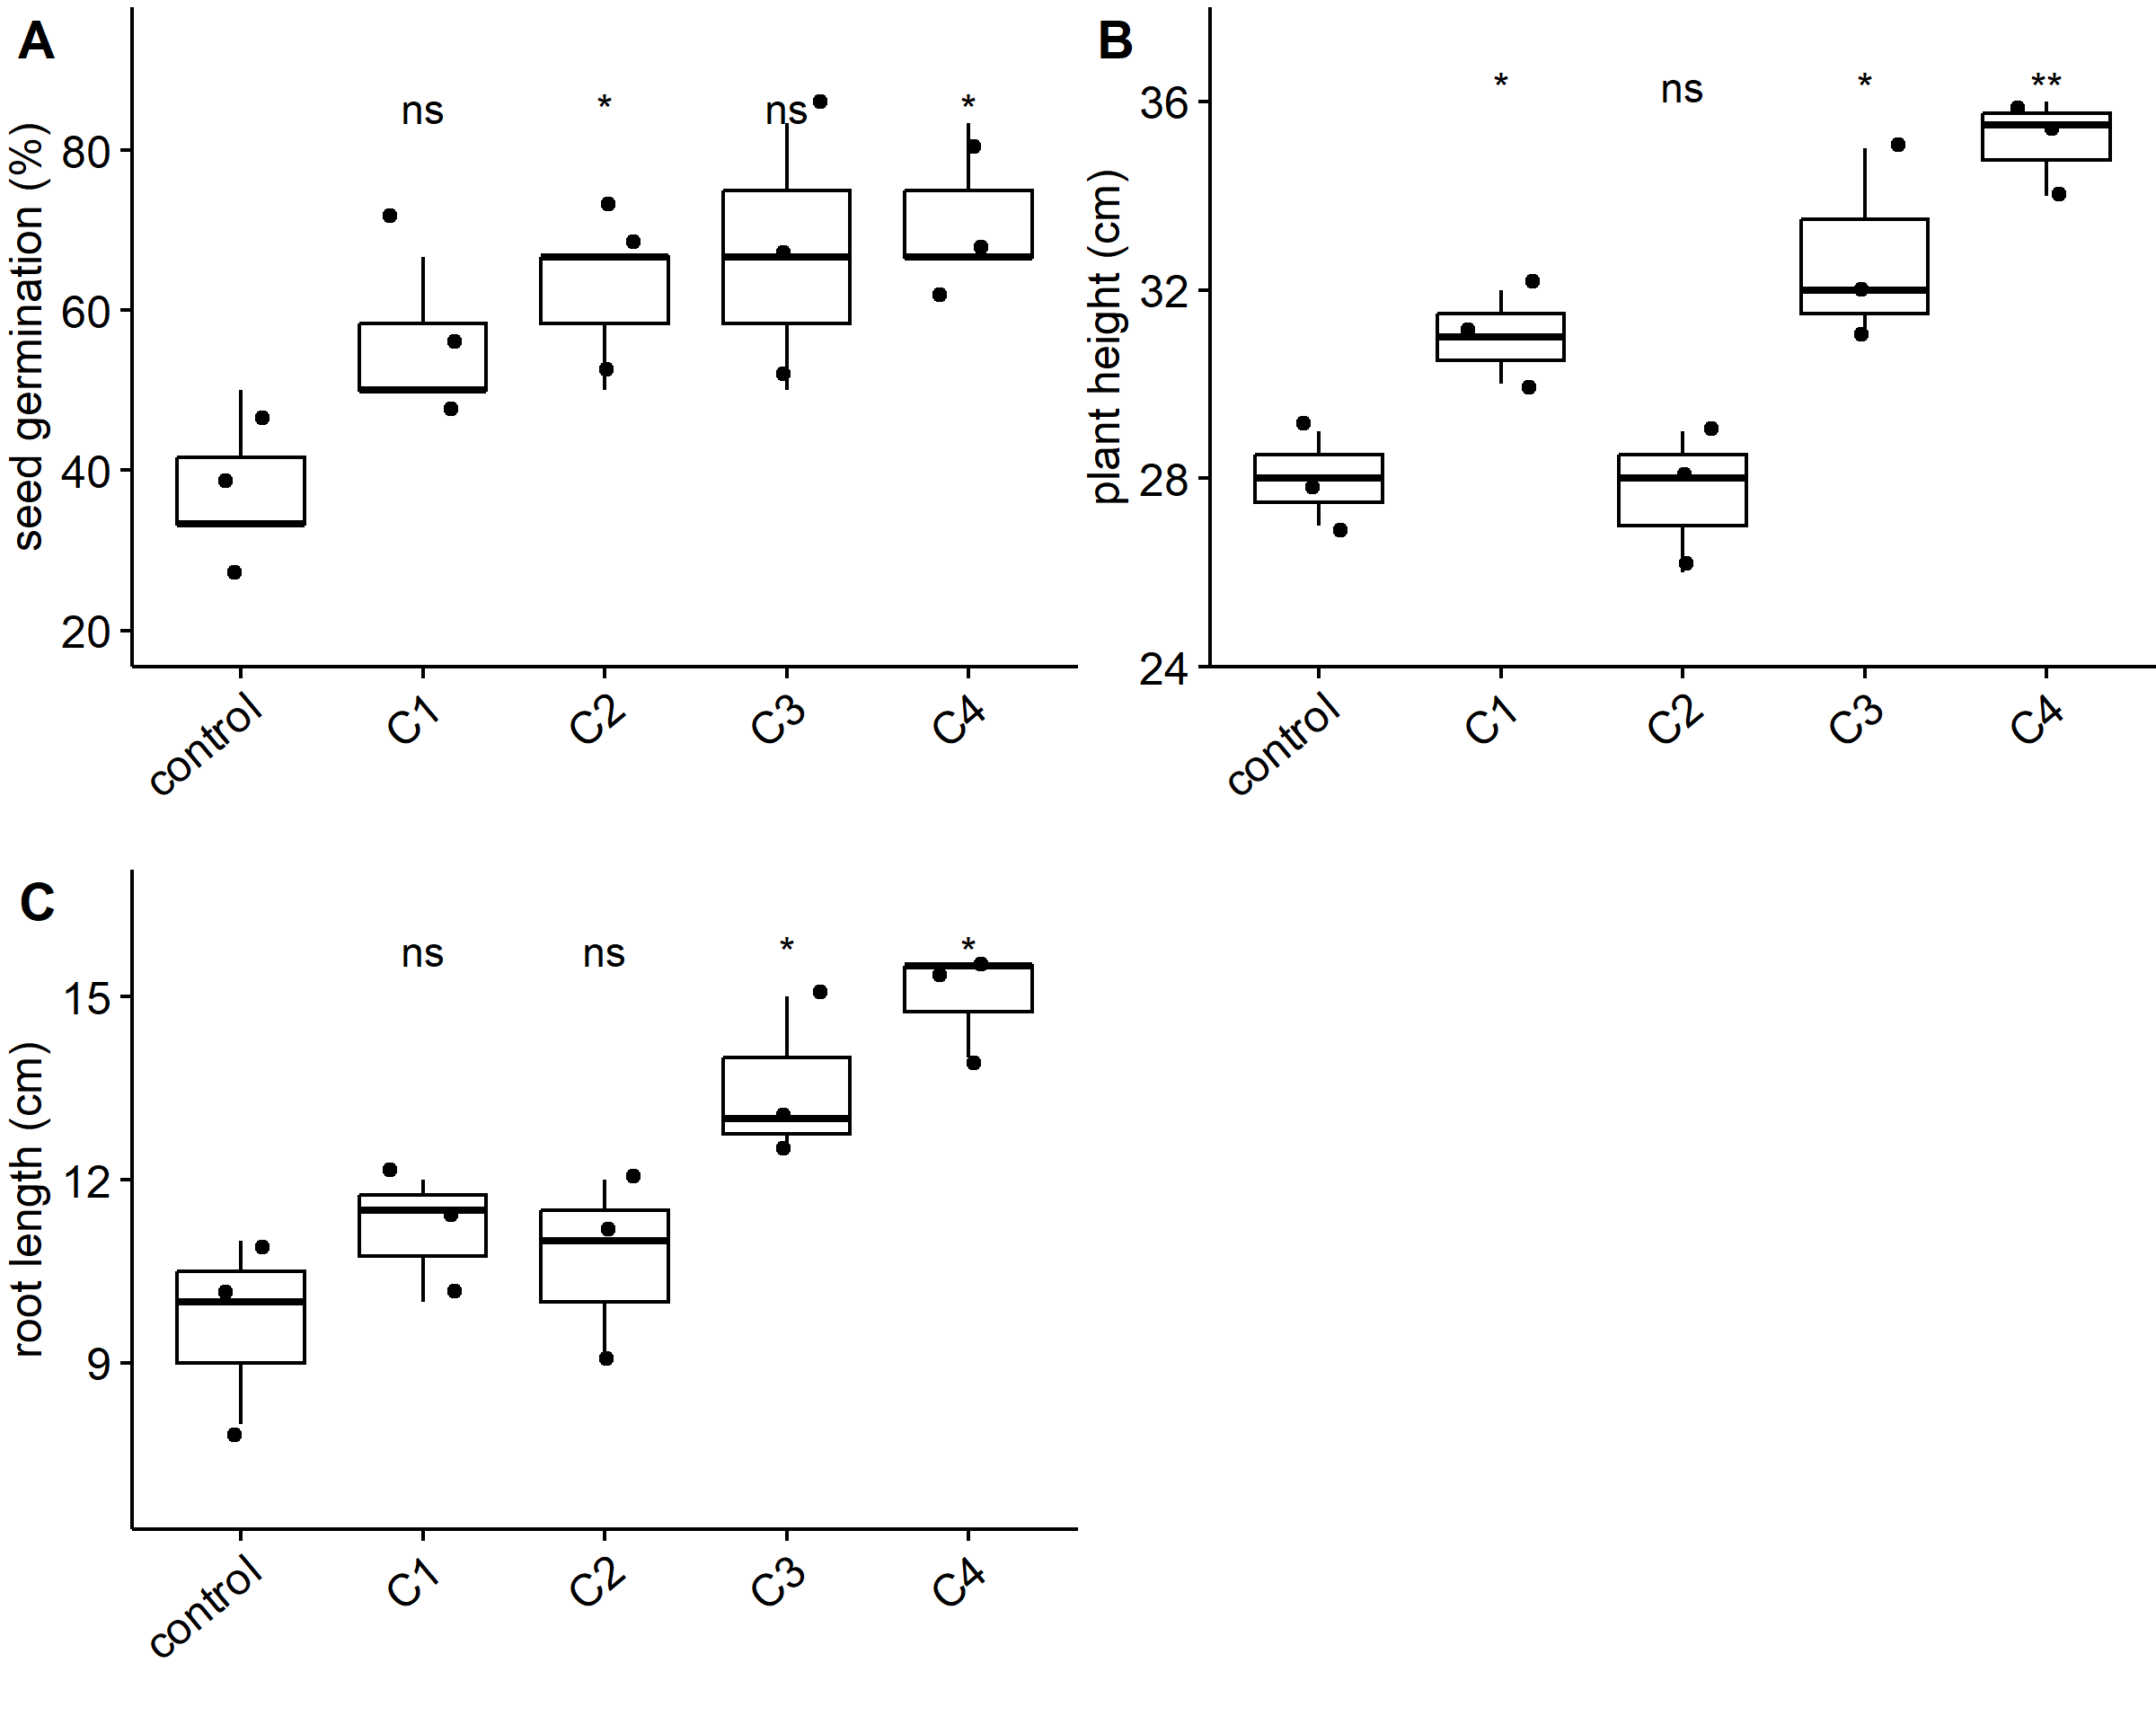 A
seed germination (%)
80
60
40
20
ns
*
ns
*
control
C1
C2
C3
C4
B
plant height (cm)
36
32
28
24
*
ns
*
**
control
C1
C2
C3
C4
C
root length (cm)
15
12
9
ns
ns
*
*
control
C1
C2
C3
C4